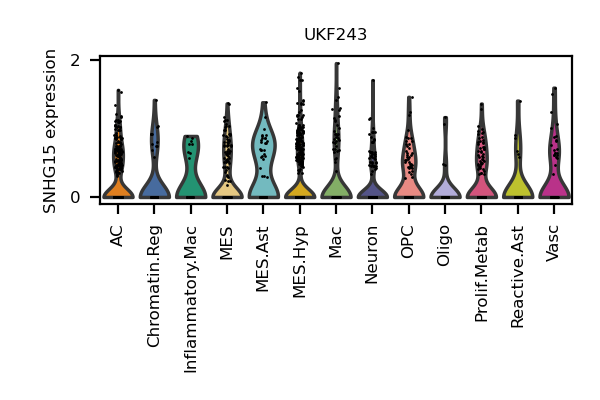 UKF243
SNHG15 expression
2
0
AC
Chromatin.Reg
Inflammatory.Mac
MES
MES.Ast
MES.Hyp
Mac
Neuron
OPC
Oligo
Prolif.Metab
Reactive.Ast
Vasc